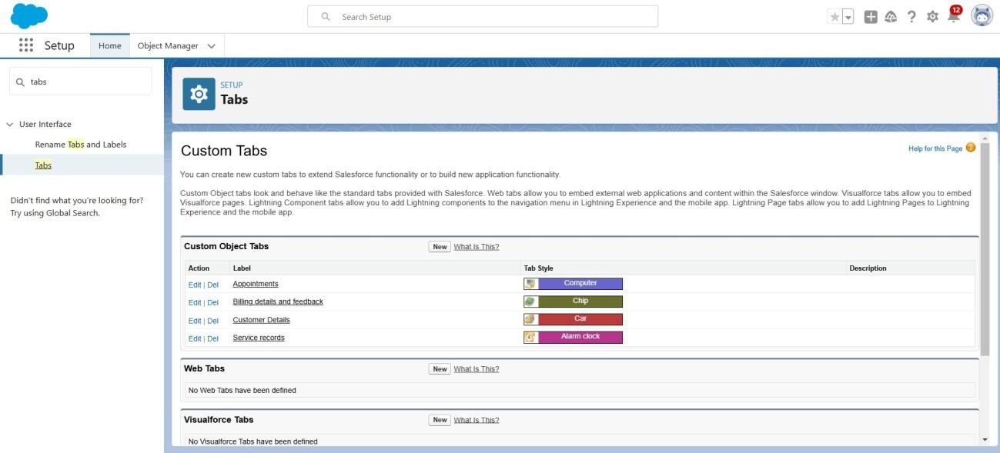 Search Setup
12
Setup
Home
Object Manager
tabs
User Interface
Rename Tabs and Labels
Tabs
Didn't find what you're looking for?
Try using Global Search.
SETUP
Tabs
Custom Tabs
Help for this Page
You can create new custom tabs to extend Salesforce functionality or to build new application functionality.
Custom Object tabs look and behave like the standard tabs provided with Salesforce. Web tabs allow you to embed external web applications and content within the Salesforce window. Visualforce tabs allow you to embed
Visualforce pages. Lightning Component tabs allow you to add Lightning components to the navigation menu in Lightning Experience and the mobile app. Lightning Page tabs allow you to add Lightning Pages to Lightning
Experience and the mobile app.
Custom Object Tabs New What Is This?
Action Label Tab Style Description
Edit | Del Appointments Computer
Edit | Del Billing details and feedback Chip
Edit | Del Customer Details Car
Edit | Del Service records Alarm clock
Web Tabs New What Is This?
No Web Tabs have been defined
Visualforce Tabs New What Is This?
No Visualforce Tabs have been defined